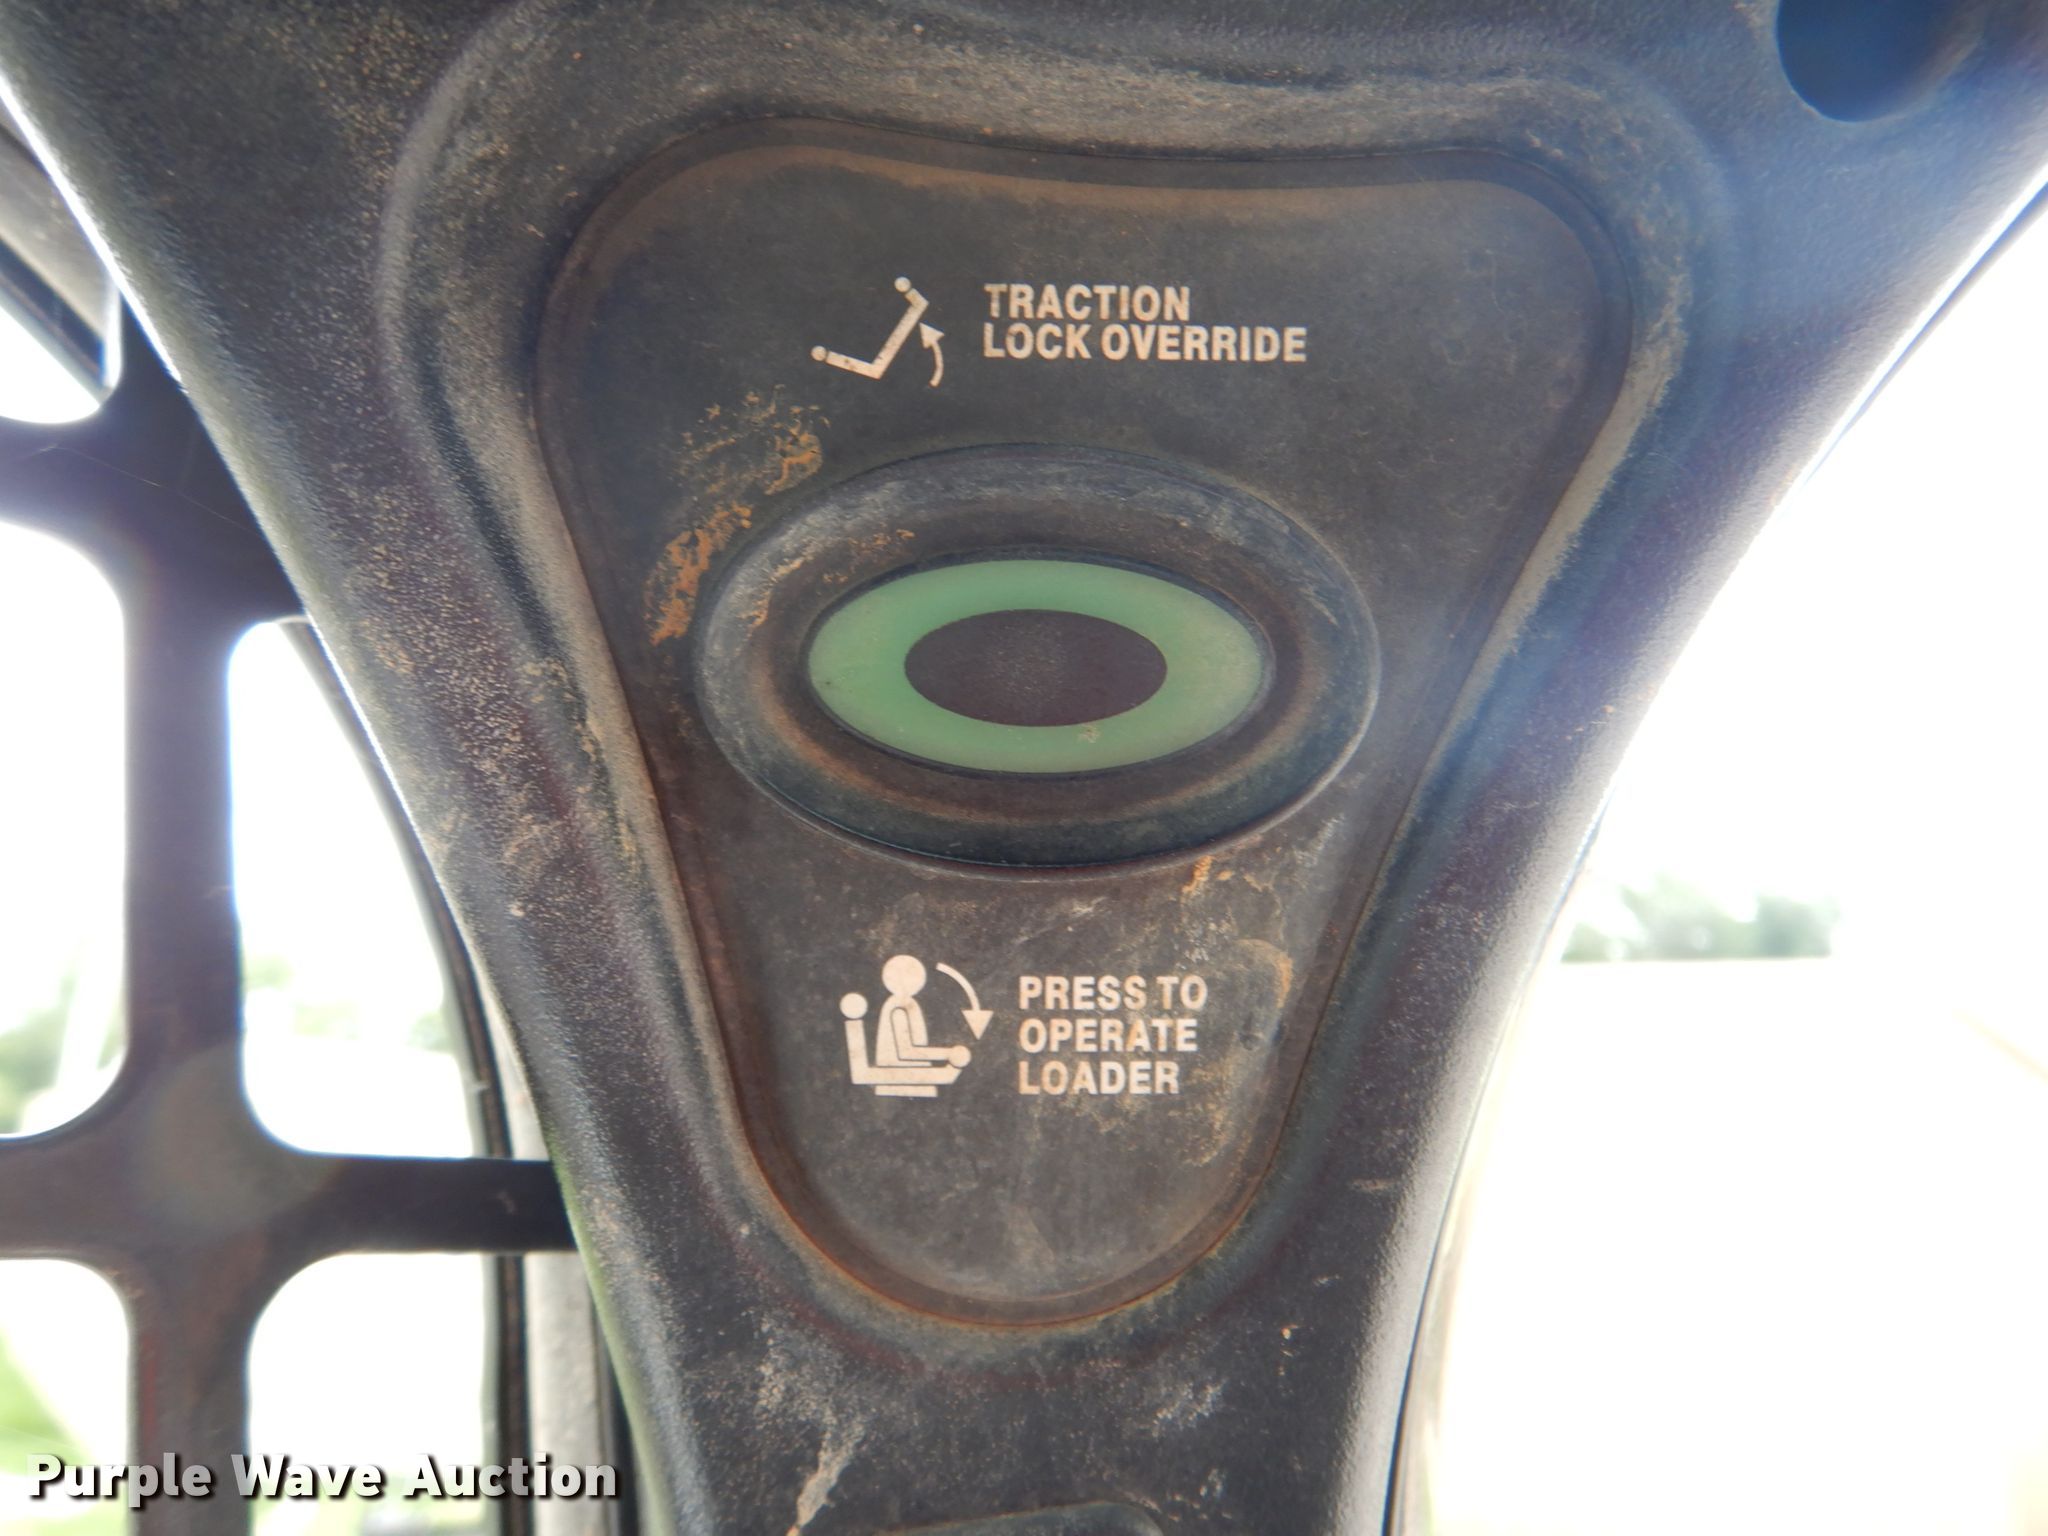 TRACTION
LOCK OVERRIDE
PRESS TO
OPERATE
LOADER
Purple Wave Auction